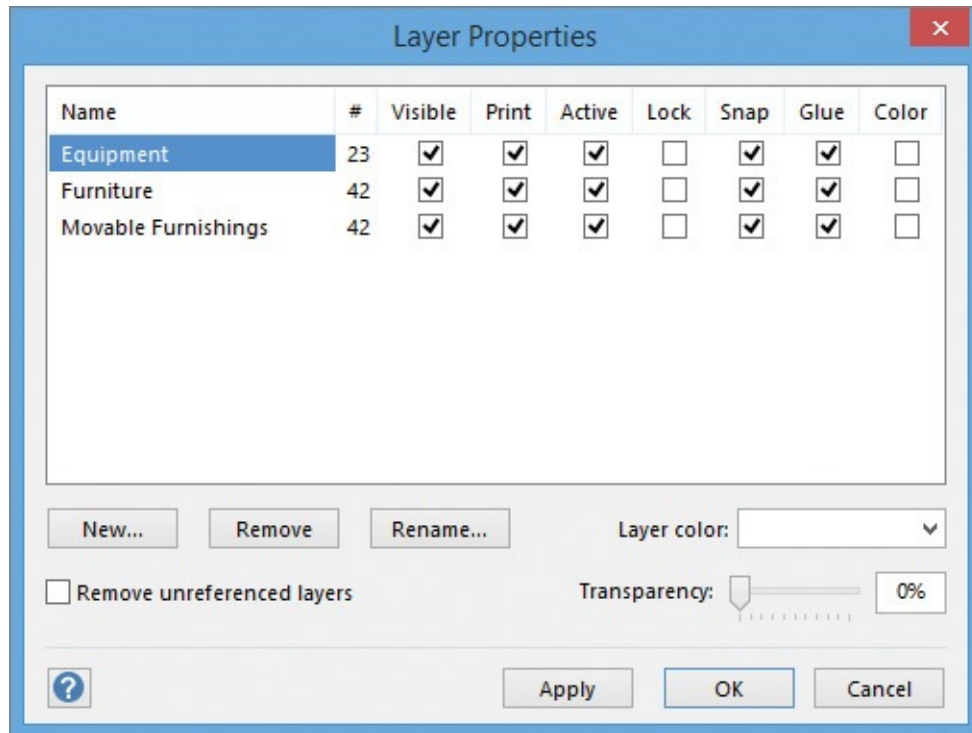 Layer Properties
Name # Visible Print Active Lock Snap Glue Color
Equipment 23
Furniture 42
Movable Furnishings 42
New... Remove Rename... Layer color:
Remove unreferenced layers Transparency: 0%
? Apply OK Cancel